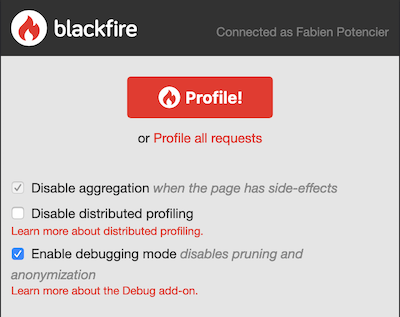 blackfire
Connected as Fabien Potencier
Profile!
or Profile all requests
Disable aggregation when the page has side-effects
Disable distributed profiling
Learn more about distributed profiling.
Enable debugging mode disables pruning and
anonymization
Learn more about the Debug add-on.